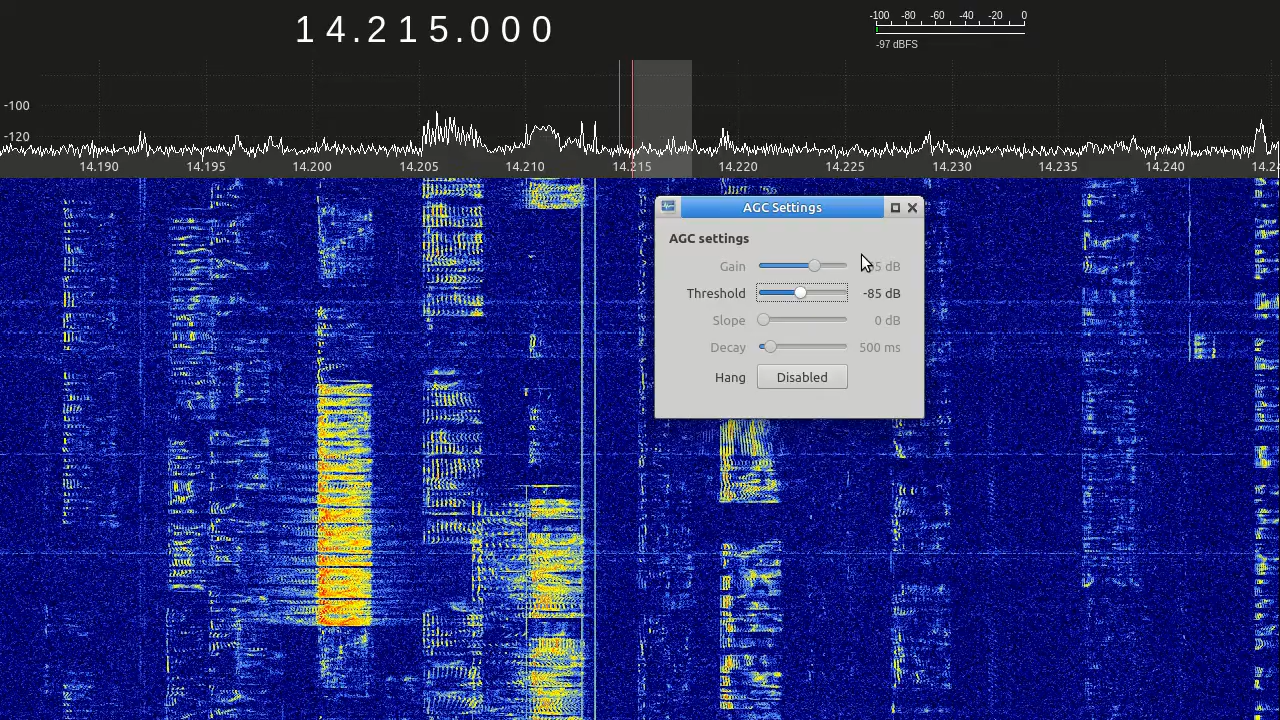 14.215.000
-100 -80 -60 -40 -20 0
-97 dBFS
-100
-120
14.190 14.195 14.200 14.205 14.210 14.215 14.220 14.225 14.230 14.235 14.240
AGC Settings
AGC settings
Gain dB
Threshold -85 dB
Slope 0 dB
Decay 500 ms
Hang Disabled